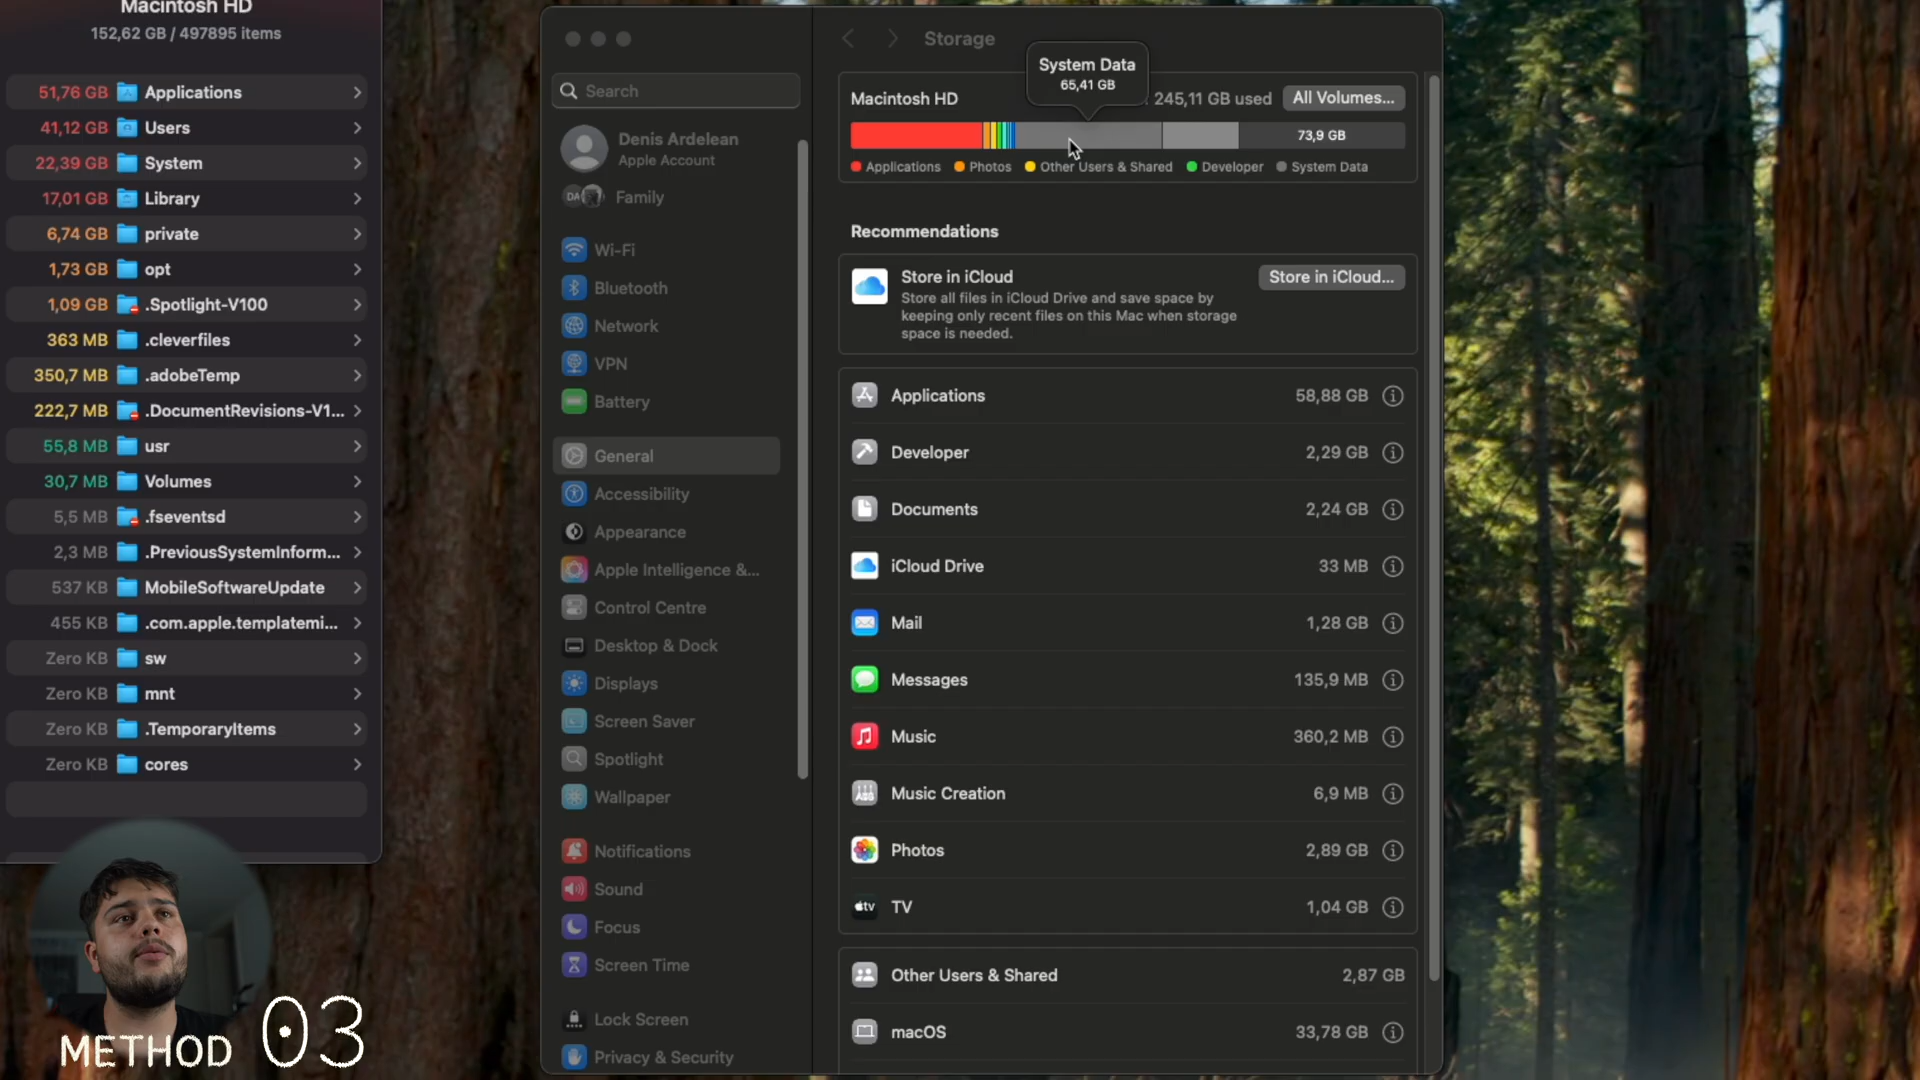 Macintosh HD
152,62 GB / 497895 items
51,76 GB Applications
41,12 GB Users
22,39 GB System
17,01 GB Library
6,74 GB private
1,73 GB opt
1,09 GB .Spotlight-V100
363 MB .cleverfiles
350,7 MB .adobeTemp
222,7 MB .DocumentRevisions-V1...
55,8 MB usr
30,7 MB Volumes
5,5 MB .fseventsd
2,3 MB .PreviousSystemInform...
537 KB MobileSoftwareUpdate
455 KB .com.apple.templatemi...
Zero KB sw
Zero KB mnt
Zero KB .TemporaryItems
Zero KB cores
METHOD 03
Search
Denis Ardelean
Apple Account
DA
Family
Wi-Fi
Bluetooth
Network
VPN
Battery
General
Accessibility
Appearance
Apple Intelligence &...
Control Centre
Desktop & Dock
Displays
Screen Saver
Spotlight
Wallpaper
Notifications
Sound
Focus
Screen Time
Lock Screen
Privacy & Security
Storage
System Data
65,41 GB
Macintosh HD 245,11 GB used All Volumes...
73,9 GB
Applications Photos Other Users & Shared Developer System Data
Recommendations
Store in iCloud
Store in iCloud...
Store all files in iCloud Drive and save space by
keeping only recent files on this Mac when storage
space is needed.
Applications 58,88 GB
Developer 2,29 GB
Documents 2,24 GB
iCloud Drive 33 MB
Mail 1,28 GB
Messages 135,9 MB
Music 360,2 MB
Music Creation 6,9 MB
Photos 2,89 GB
tv
TV 1,04 GB
Other Users & Shared 2,87 GB
macOS 33,78 GB